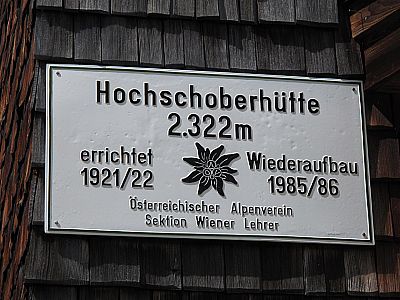 Hochschoberhütte
2.322m
errichtet Wiederaufbau
1921/22 1985/86
Österreichischer Alpenverein
Sektion Wiener Lehrer